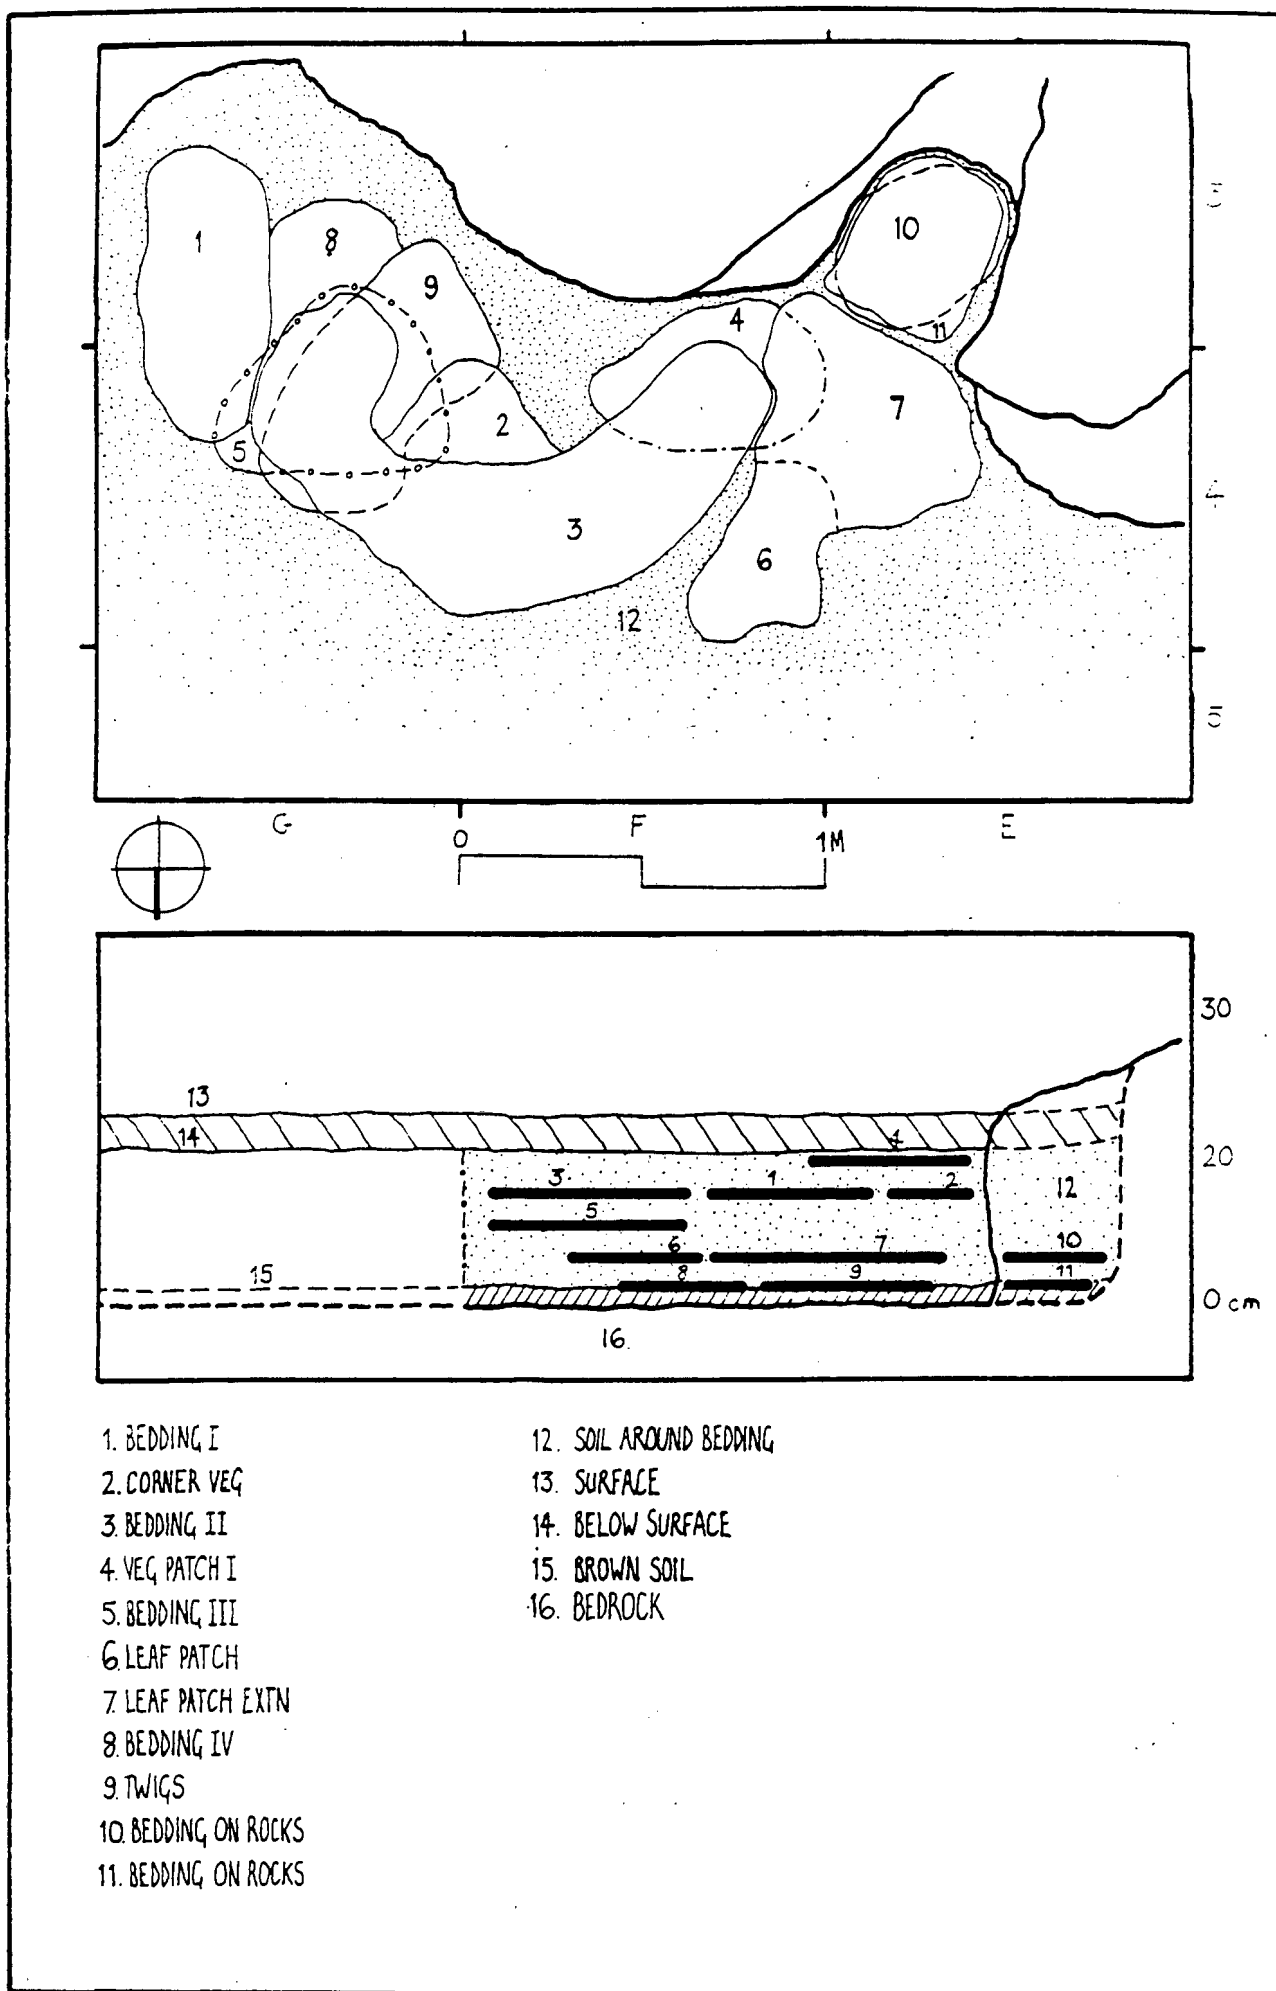 1
8
9
4
10
11
2
7
5
3
6
12
3
4
5
G
F
E
0
1M
30
13
14
4
20
3
1
2
12
5
6
7
10
15
8
9
11
0 cm
16.
1. BEDDING I
2. CORNER VEG
3. BEDDING II
4. VEG PATCH I
5. BEDDING III
6. LEAF PATCH
7. LEAF PATCH EXTN
8. BEDDING IV
9. TWIGS
10. BEDDING ON ROCKS
11. BEDDING ON ROCKS
12. SOIL AROUND BEDDING
13. SURFACE
14. BELOW SURFACE
15. BROWN SOIL
16. BEDROCK